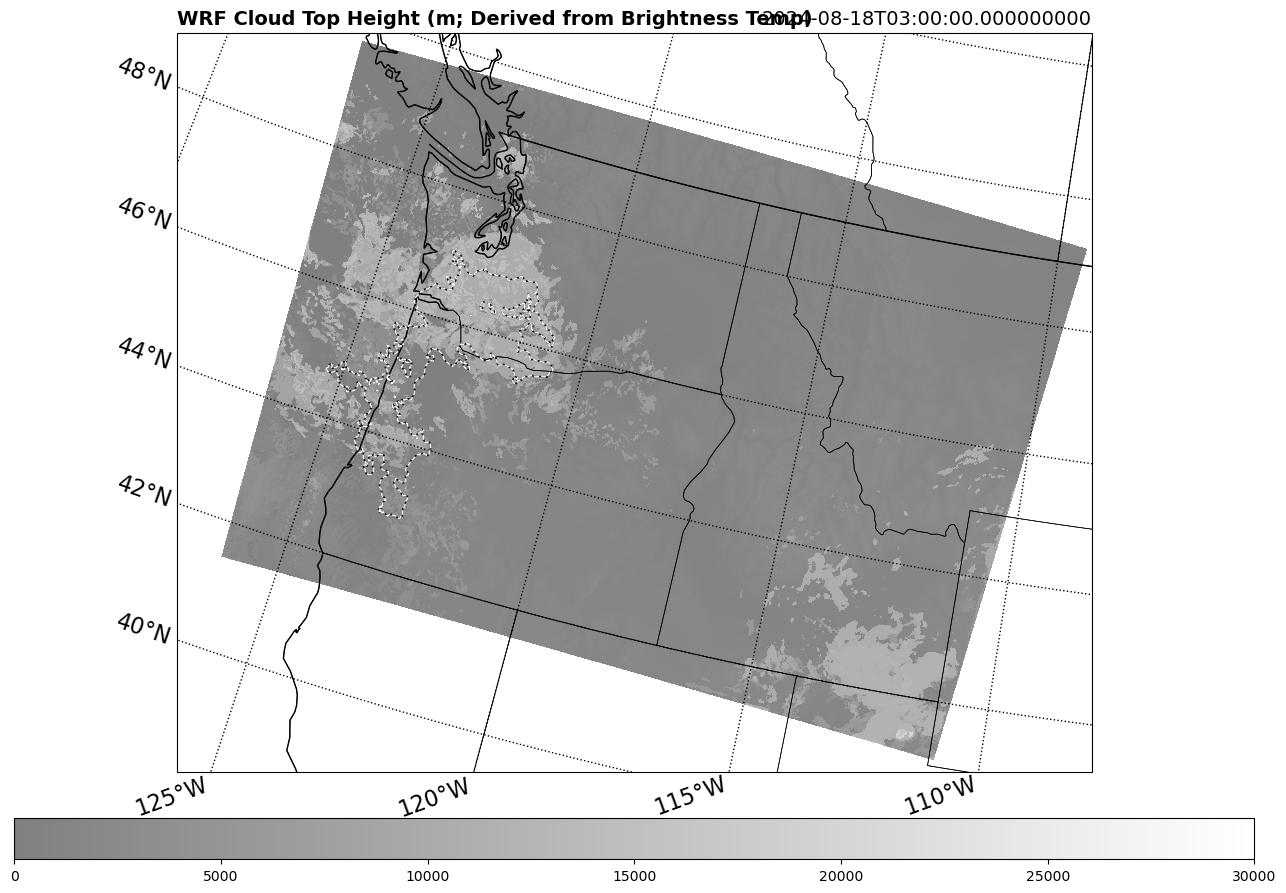 WRF Cloud Top Height (m; Derived from Brightness Temp)
2024-08-18T03:00:00.000000000
48°N
46°N
44°N
42°N
40°N
125°W
120°W
115°W
110°W
0
5000
10000
15000
20000
25000
30000